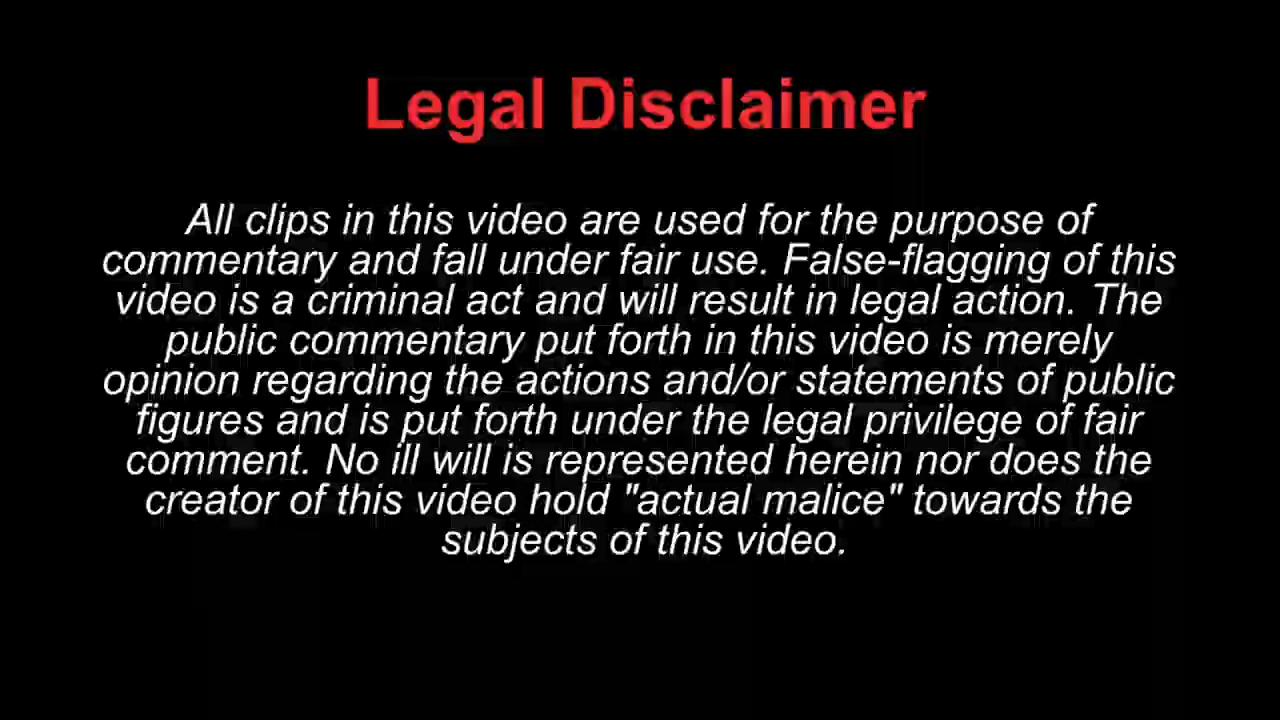 Legal Disclaimer
All clips in this video are used for the purpose of
commentary and fall under fair use. False-flagging of this
video is a criminal act and will result in legal action. The
public commentary put forth in this video is merely
opinion regarding the actions and/or statements of public
figures and is put forth under the legal privilege of fair
comment. No ill will is represented herein nor does the
creator of this video hold "actual malice" towards the
subjects of this video.